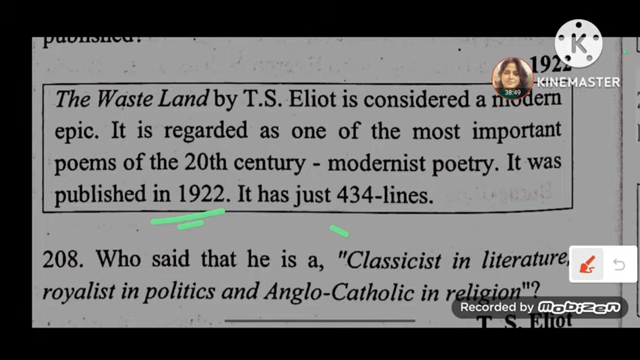 published?
1922
KINEMASTER
38:49
The Waste Land by T.S. Eliot is considered a modern
epic. It is regarded as one of the most important
poems of the 20th century - modernist poetry. It was
published in 1922. It has just 434-lines.
208. Who said that he is a, "Classicist in literature,
royalist in politics and Anglo-Catholic in religion"?
Recorded by Mobizen
T. S. Eliot